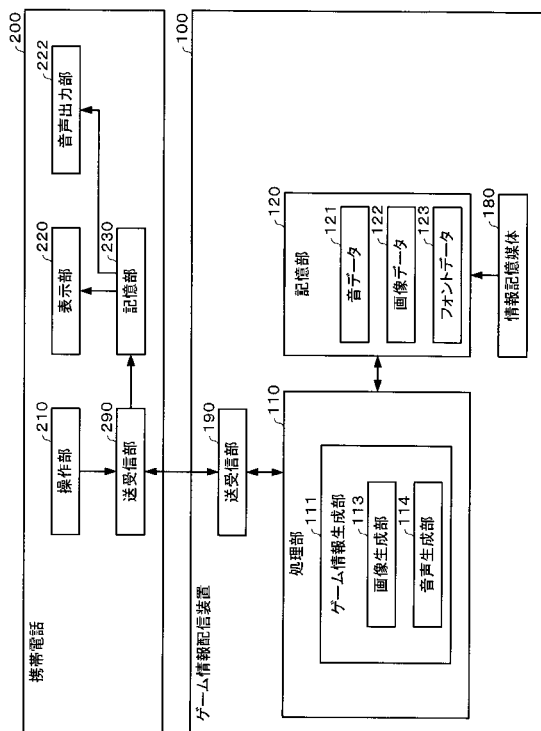 携帯電話
200
操作部
210
表示部
220
音声出力部
222
送受信部
290
記憶部
230
ゲーム情報配信装置
100
送受信部
190
処理部
110
ゲーム情報生成部
111
画像生成部
113
音声生成部
114
記憶部
120
音データ
121
画像データ
122
フォントデータ
123
情報記憶媒体
180